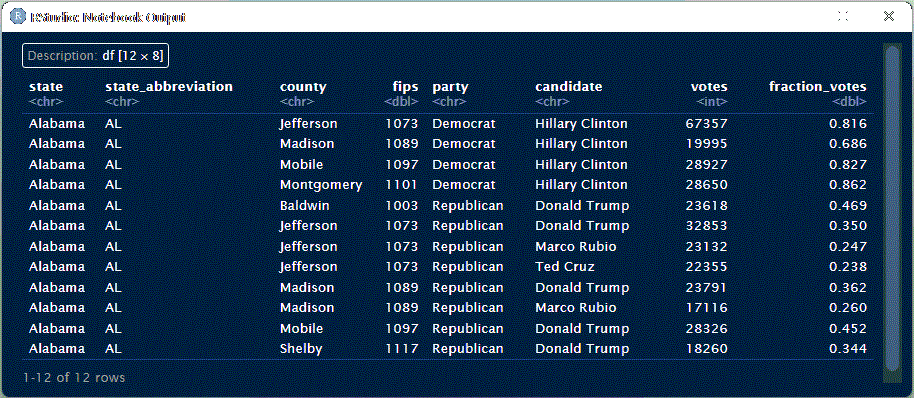 RStudio: Notebook Output
Description: df [12 × 8]
state state_abbreviation county fips party candidate votes fraction_votes
<chr> <chr> <chr> <dbl> <chr> <chr> <int> <dbl>
Alabama AL Jefferson 1073 Democrat Hillary Clinton 67357 0.816
Alabama AL Madison 1089 Democrat Hillary Clinton 19995 0.686
Alabama AL Mobile 1097 Democrat Hillary Clinton 28927 0.827
Alabama AL Montgomery 1101 Democrat Hillary Clinton 28650 0.862
Alabama AL Baldwin 1003 Republican Donald Trump 23618 0.469
Alabama AL Jefferson 1073 Republican Donald Trump 32853 0.350
Alabama AL Jefferson 1073 Republican Marco Rubio 23132 0.247
Alabama AL Jefferson 1073 Republican Ted Cruz 22355 0.238
Alabama AL Madison 1089 Republican Donald Trump 23791 0.362
Alabama AL Madison 1089 Republican Marco Rubio 17116 0.260
Alabama AL Mobile 1097 Republican Donald Trump 28326 0.452
Alabama AL Shelby 1117 Republican Donald Trump 18260 0.344
1-12 of 12 rows